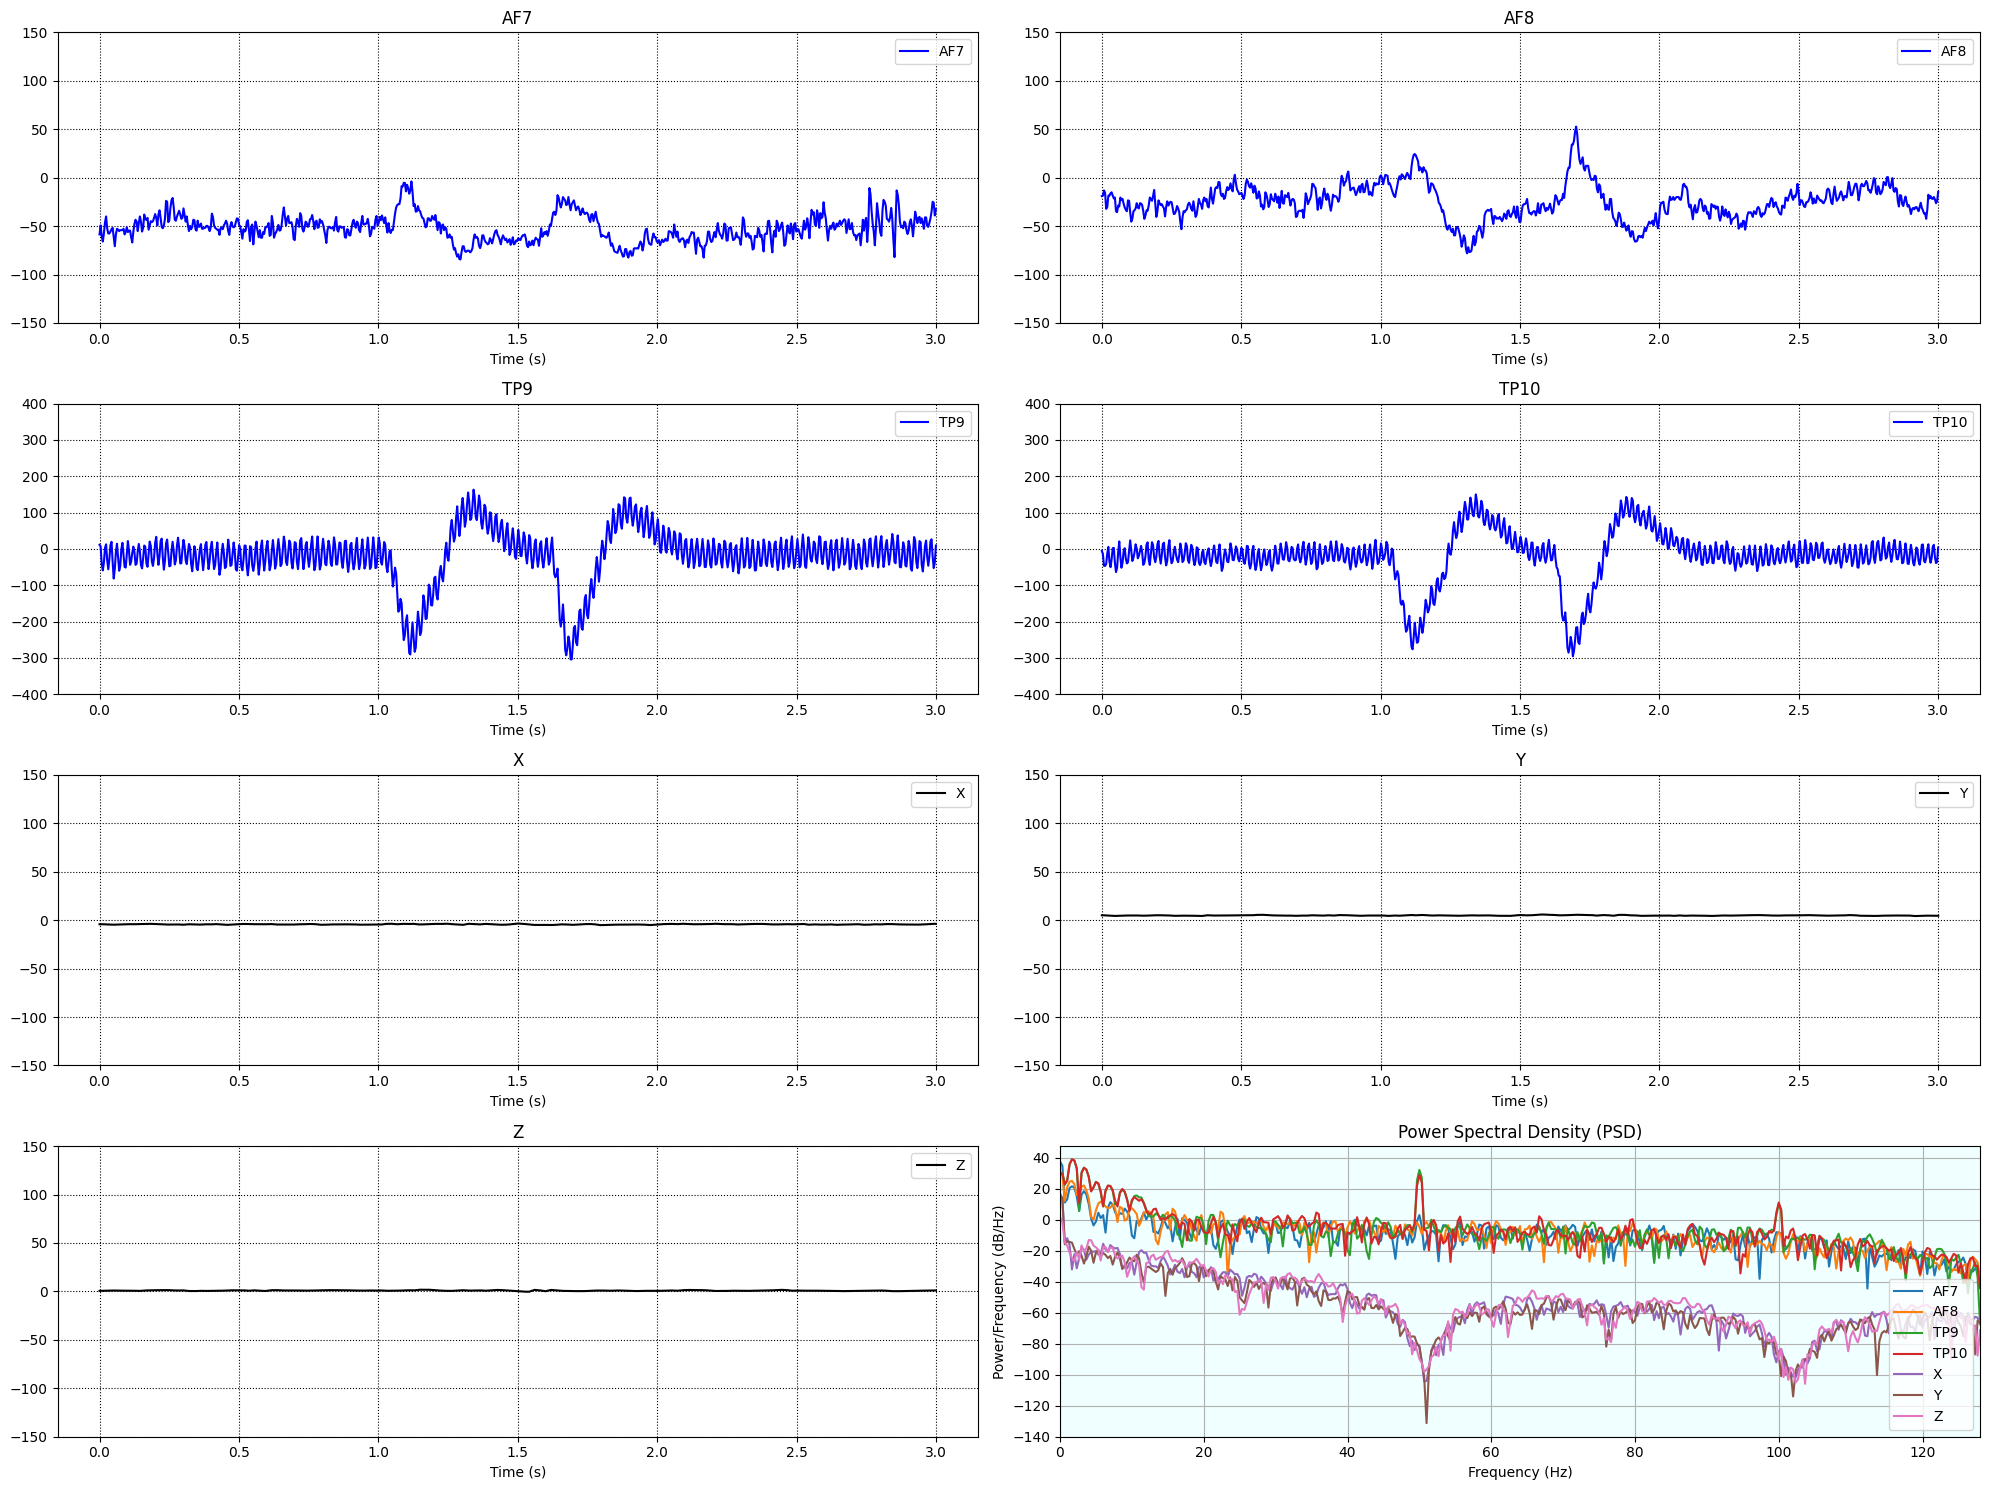 AF7
AF8
150
100
50
0
−50
−100
−150
AF7
0.0 0.5 1.0 1.5 2.0 2.5 3.0
Time (s)
150
100
50
0
−50
−100
−150
AF8
0.0 0.5 1.0 1.5 2.0 2.5 3.0
Time (s)
TP9
TP10
400
300
200
100
0
−100
−200
−300
−400
TP9
0.0 0.5 1.0 1.5 2.0 2.5 3.0
Time (s)
400
300
200
100
0
−100
−200
−300
−400
TP10
0.0 0.5 1.0 1.5 2.0 2.5 3.0
Time (s)
X
Y
150
100
50
0
−50
−100
−150
X
0.0 0.5 1.0 1.5 2.0 2.5 3.0
Time (s)
150
100
50
0
−50
−100
−150
Y
0.0 0.5 1.0 1.5 2.0 2.5 3.0
Time (s)
Z
Power Spectral Density (PSD)
150
100
50
0
−50
−100
−150
Z
0.0 0.5 1.0 1.5 2.0 2.5 3.0
Time (s)
Power/Frequency (dB/Hz)
40
20
0
−20
−40
−60
−80
−100
−120
−140
AF7
AF8
TP9
TP10
X
Y
Z
0 20 40 60 80 100 120
Frequency (Hz)